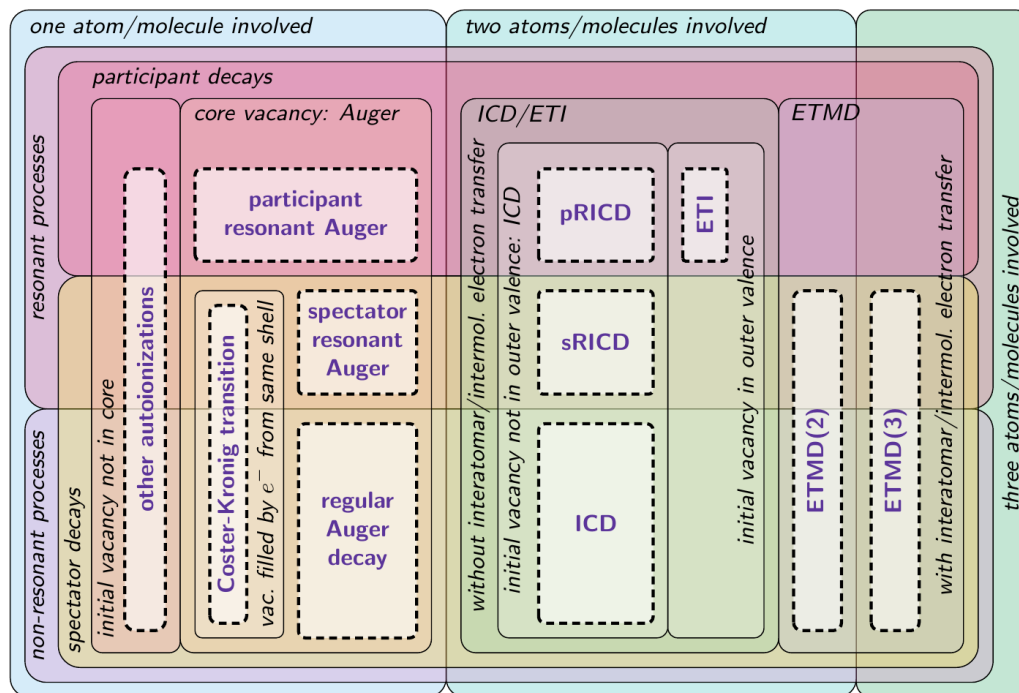 one atom/molecule involved
two atoms/molecules involved
three atoms/molecules involved
resonant processes
non-resonant processes
participant decays
spectator decays
initial vacancy not in core
other autoionizations
core vacancy: Auger
participant
resonant Auger
Coster-Kronig transition
vac. filled by e⁻ from same shell
spectator
resonant
Auger
regular
Auger
decay
ICD/ETI
without interatomar/intermol. electron transfer
initial vacancy not in outer valence: ICD
pRICD
sRICD
ICD
ETI
initial vacancy in outer valence
ETMD
ETMD(2)
ETMD(3)
with interatomar/intermol. electron transfer